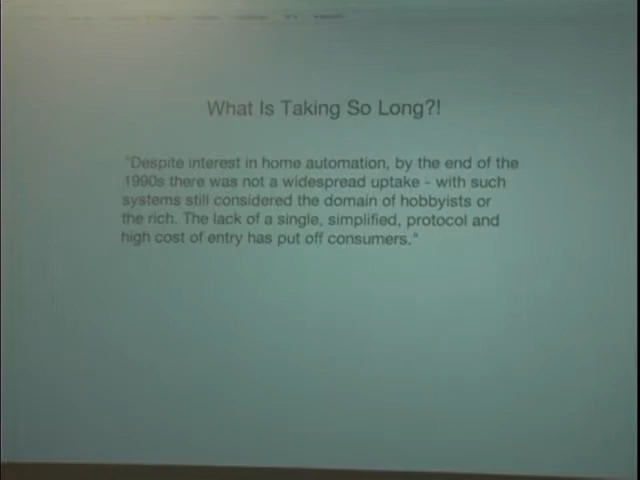 What Is Taking So Long?!
"Despite interest in home automation, by the end of the
1990s there was not a widespread uptake - with such
systems still considered the domain of hobbyists or
the rich. The lack of a single, simplified, protocol and
high cost of entry has put off consumers."